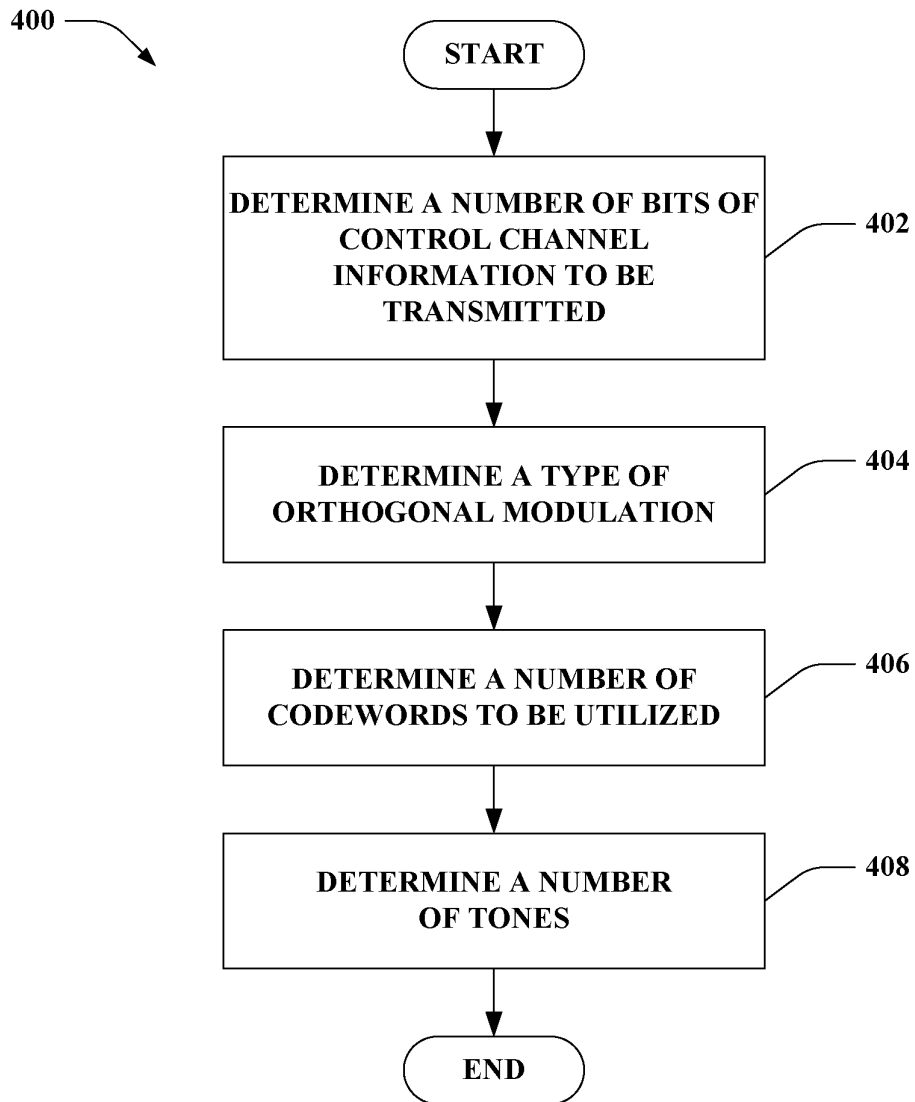 400
START
DETERMINE A NUMBER OF BITS OF
CONTROL CHANNEL
INFORMATION TO BE
TRANSMITTED
402
DETERMINE A TYPE OF
ORTHOGONAL MODULATION
404
DETERMINE A NUMBER OF
CODEWORDS TO BE UTILIZED
406
DETERMINE A NUMBER
OF TONES
408
END